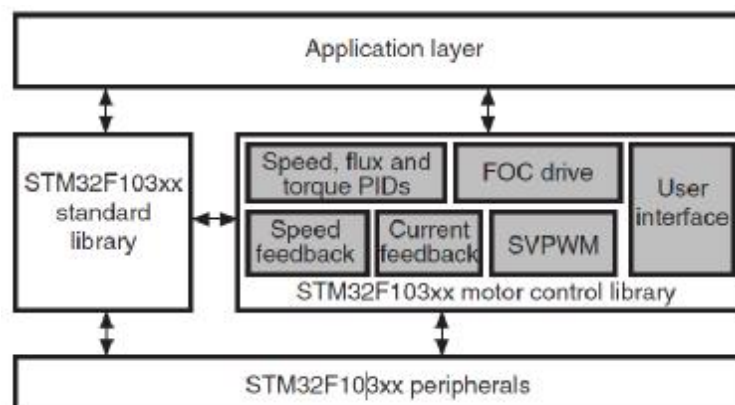 Application layer
STM32F103xx
standard
library
Speed, flux and
torque PIDs
FOC drive
User
interface
Speed
feedback
Current
feedback
SVPWM
STM32F103xx motor control library
STM32F103xx peripherals